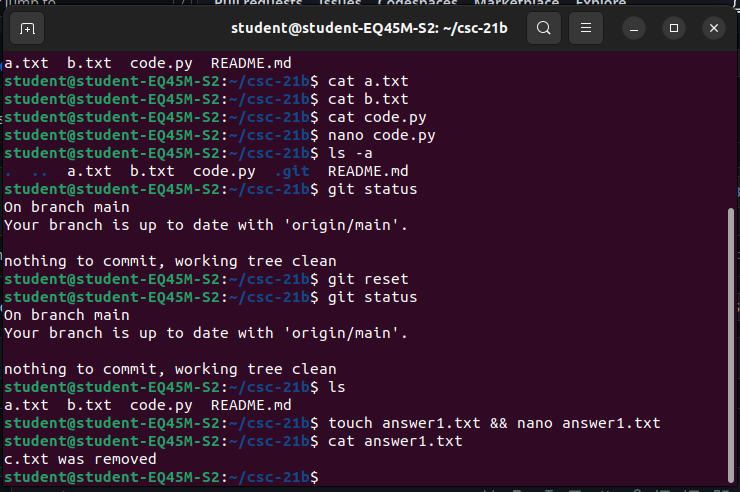 Jump to
Pull requests Issues Codespaces Marketplace Explore
student@student-EQ45M-S2: ~/csc-21b
a.txt  b.txt  code.py  README.md
student@student-EQ45M-S2:~/csc-21b$ cat a.txt
student@student-EQ45M-S2:~/csc-21b$ cat b.txt
student@student-EQ45M-S2:~/csc-21b$ cat code.py
student@student-EQ45M-S2:~/csc-21b$ nano code.py
student@student-EQ45M-S2:~/csc-21b$ ls -a
.  ..  a.txt  b.txt  code.py  .git  README.md
student@student-EQ45M-S2:~/csc-21b$ git status
On branch main
Your branch is up to date with 'origin/main'.
nothing to commit, working tree clean
student@student-EQ45M-S2:~/csc-21b$ git reset
student@student-EQ45M-S2:~/csc-21b$ git status
On branch main
Your branch is up to date with 'origin/main'.
nothing to commit, working tree clean
student@student-EQ45M-S2:~/csc-21b$ ls
a.txt  b.txt  code.py  README.md
student@student-EQ45M-S2:~/csc-21b$ touch answer1.txt && nano answer1.txt
student@student-EQ45M-S2:~/csc-21b$ cat answer1.txt
c.txt was removed
student@student-EQ45M-S2:~/csc-21b$